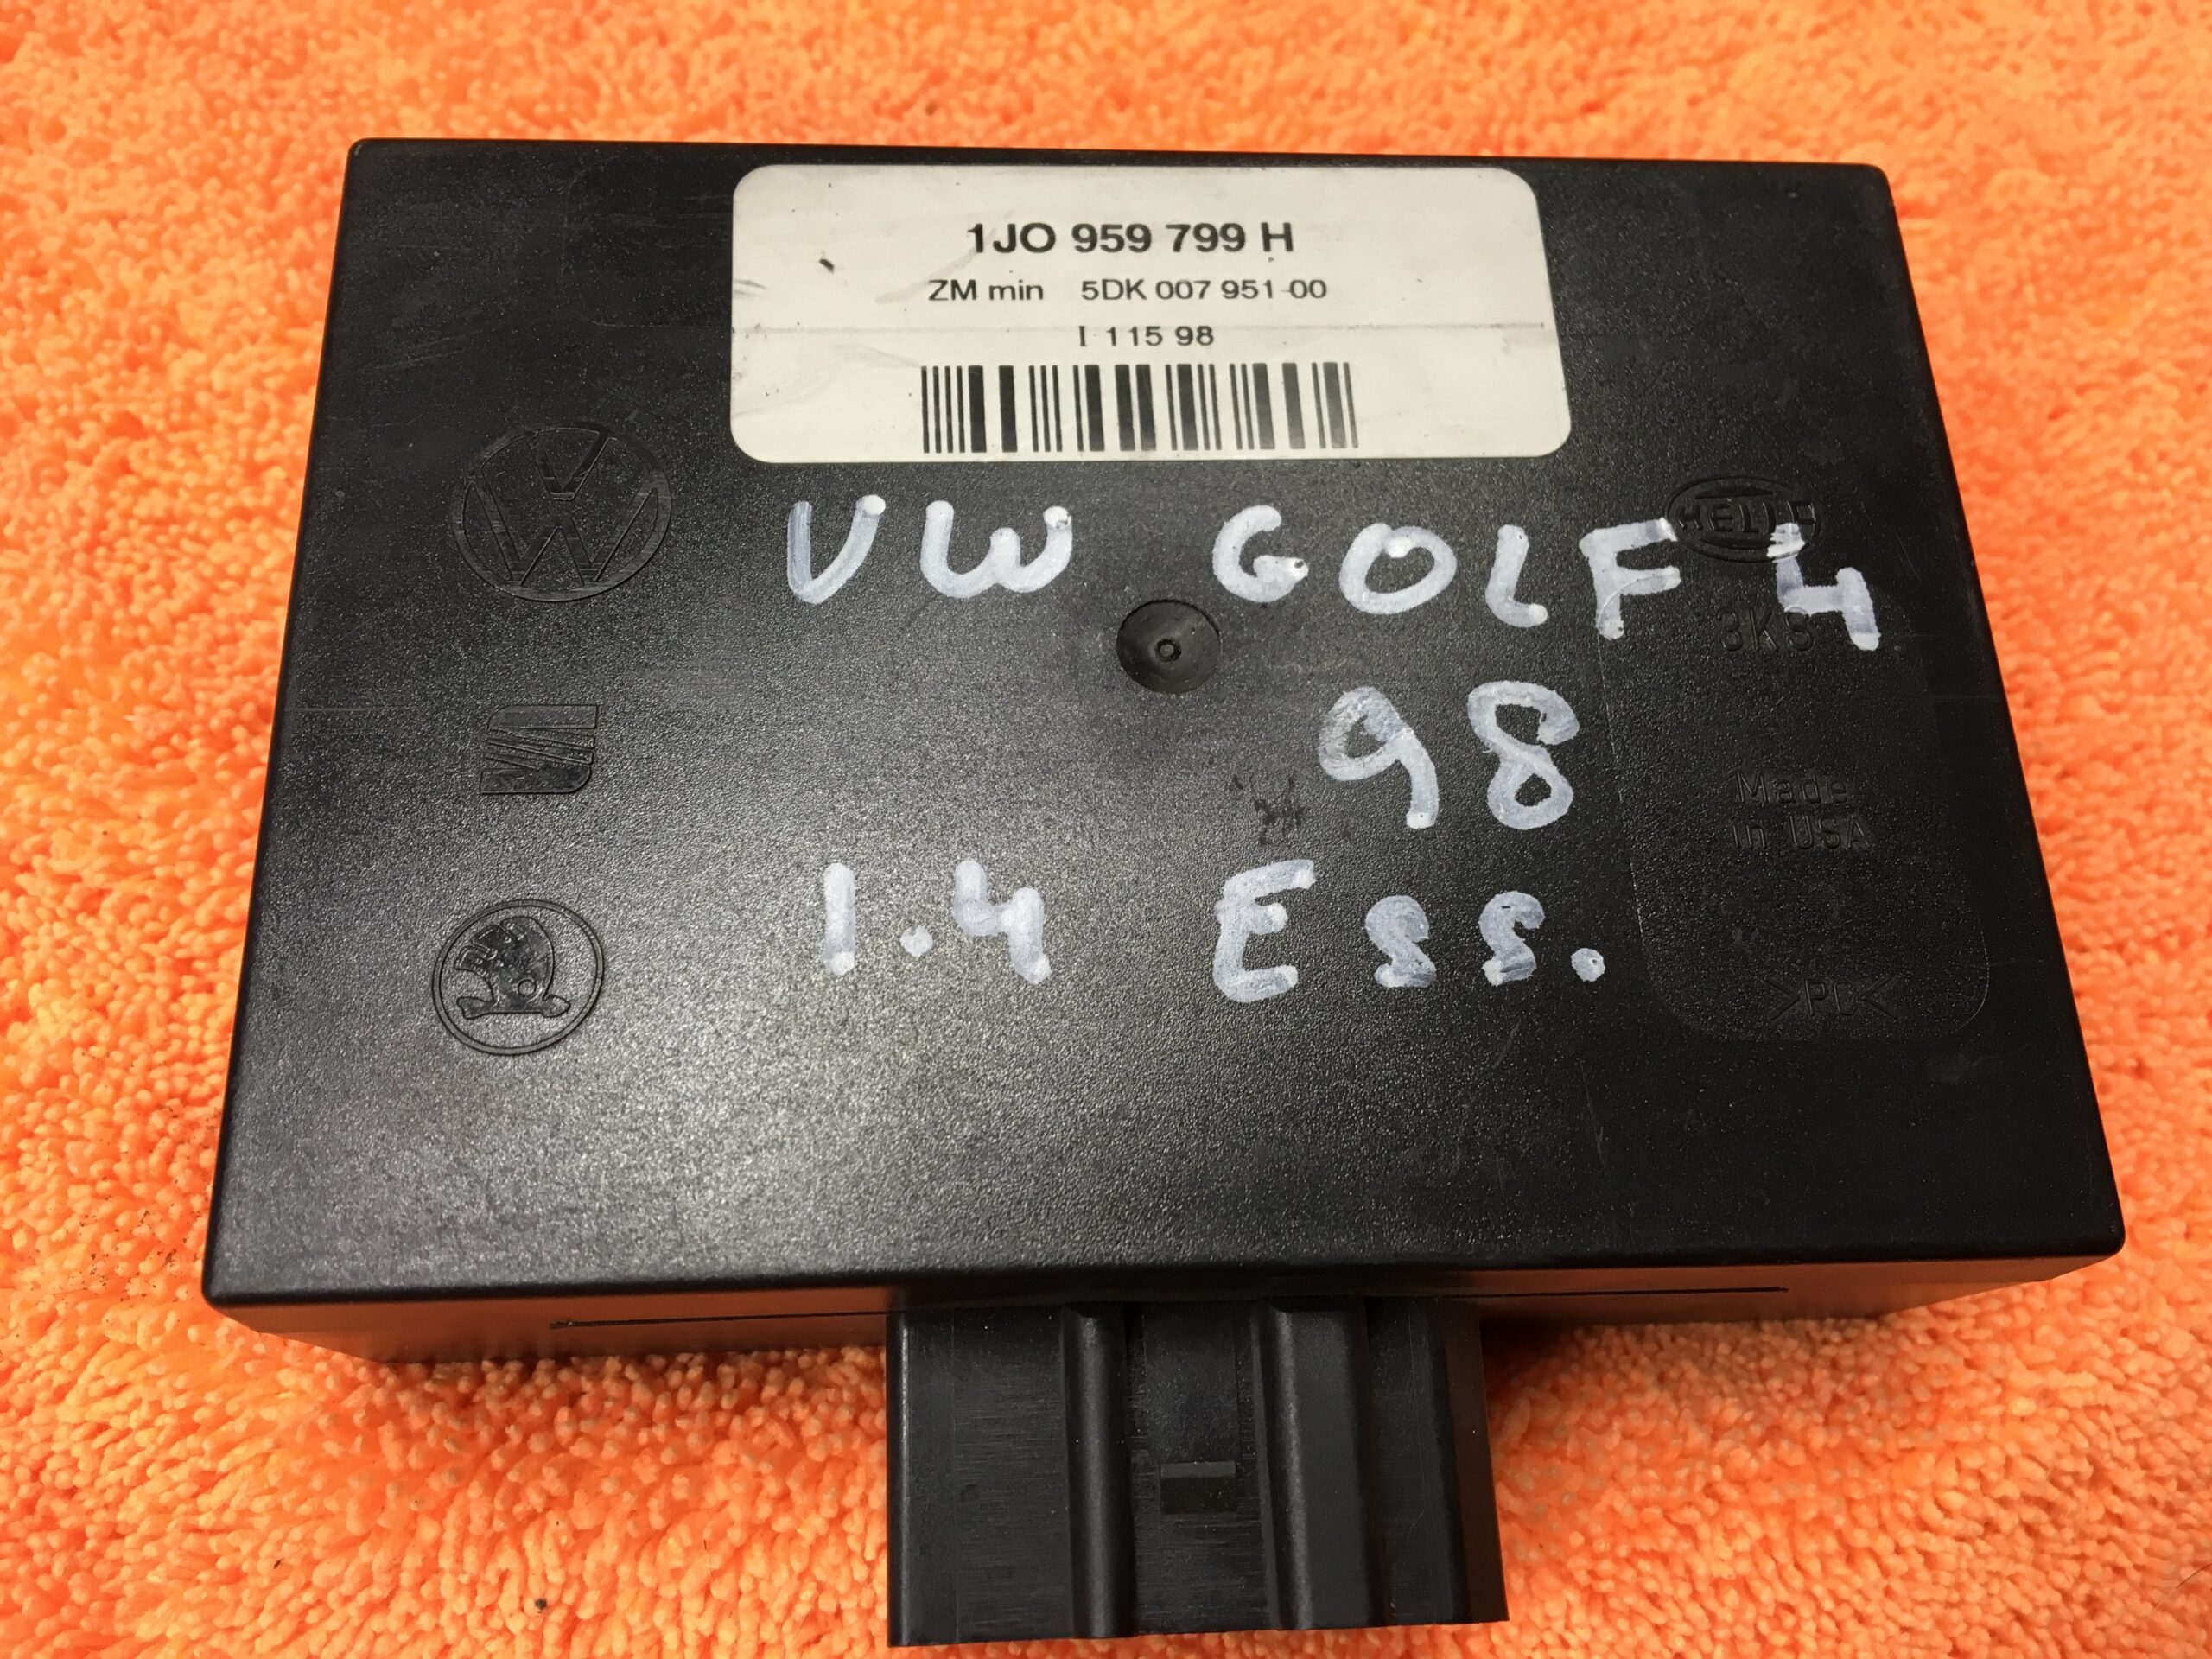 1JO 959 799 H
ZM min 5DK 007 951-00
I 115 98
HELLA
VW GOLF 4
98
Made
in USA
1.4 Ess.
>PC<